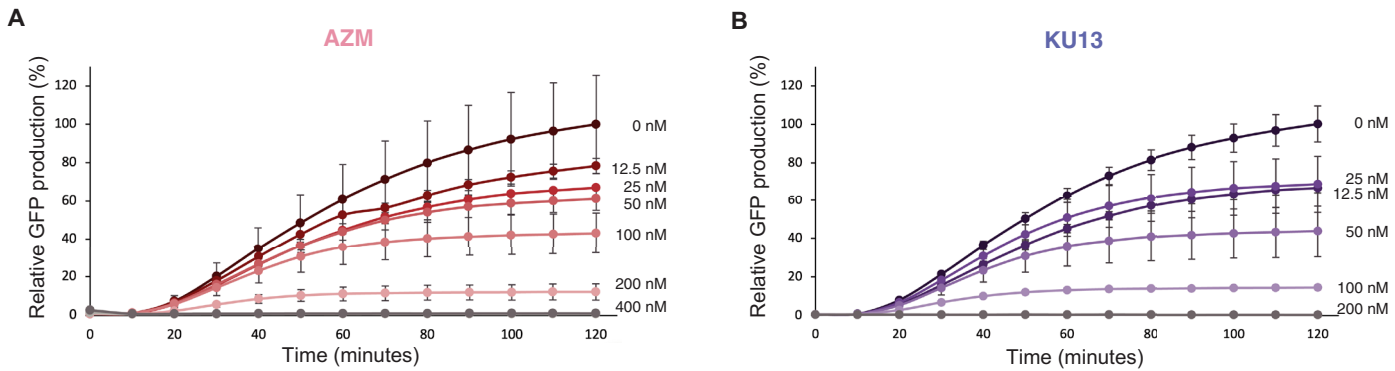 A
AZM
Relative GFP production (%)
120
100
80
60
40
20
0
0 nM
12.5 nM
25 nM
50 nM
100 nM
200 nM
400 nM
0 20 40 60 80 100 120
Time (minutes)
B
KU13
Relative GFP production (%)
120
100
80
60
40
20
0
0 nM
25 nM
12.5 nM
50 nM
100 nM
200 nM
0 20 40 60 80 100 120
Time (minutes)